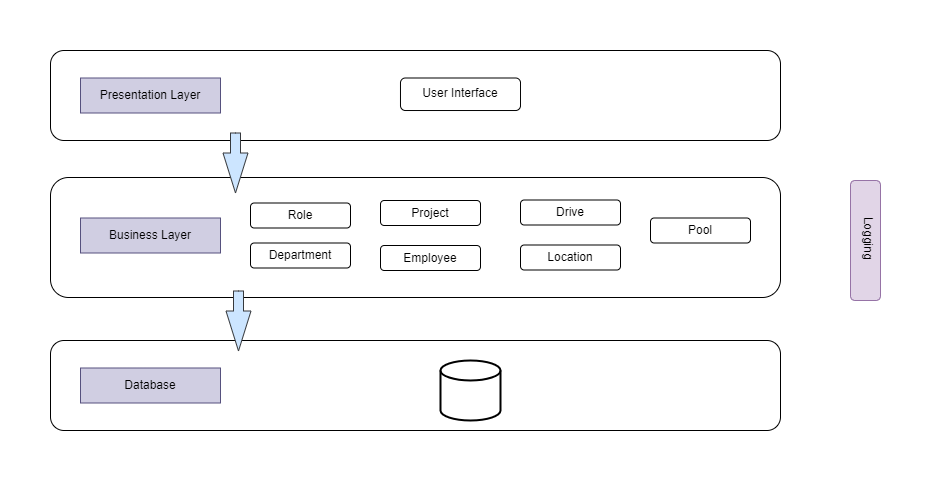 Presentation Layer
User Interface
Business Layer
Role
Project
Drive
Pool
Department
Employee
Location
Logging
Database